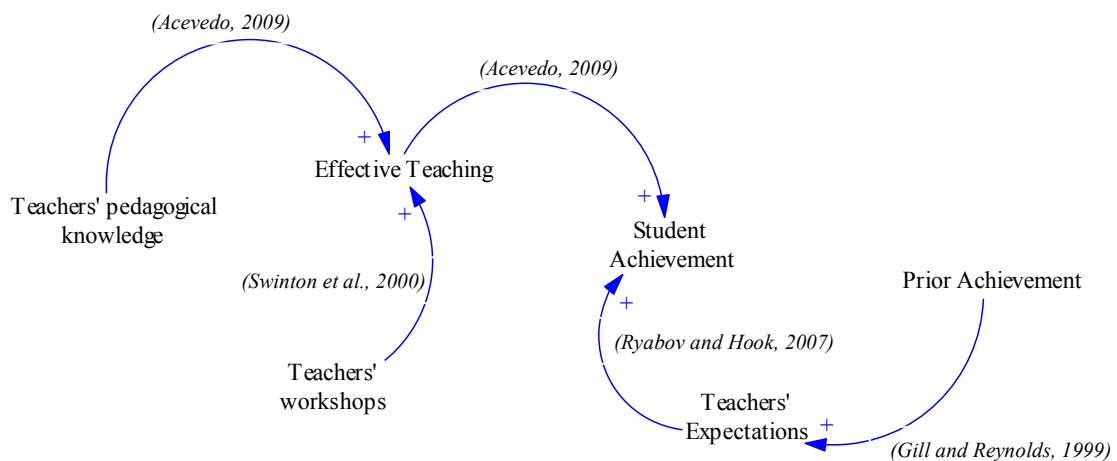 (Acevedo, 2009)
(Acevedo, 2009)
+
Effective Teaching
+
Teachers' pedagogical
knowledge
+
Student
Achievement
(Swinton et al., 2000)
Prior Achievement
+
(Ryabov and Hook, 2007)
Teachers'
workshops
Teachers'
Expectations
+
(Gill and Reynolds, 1999)